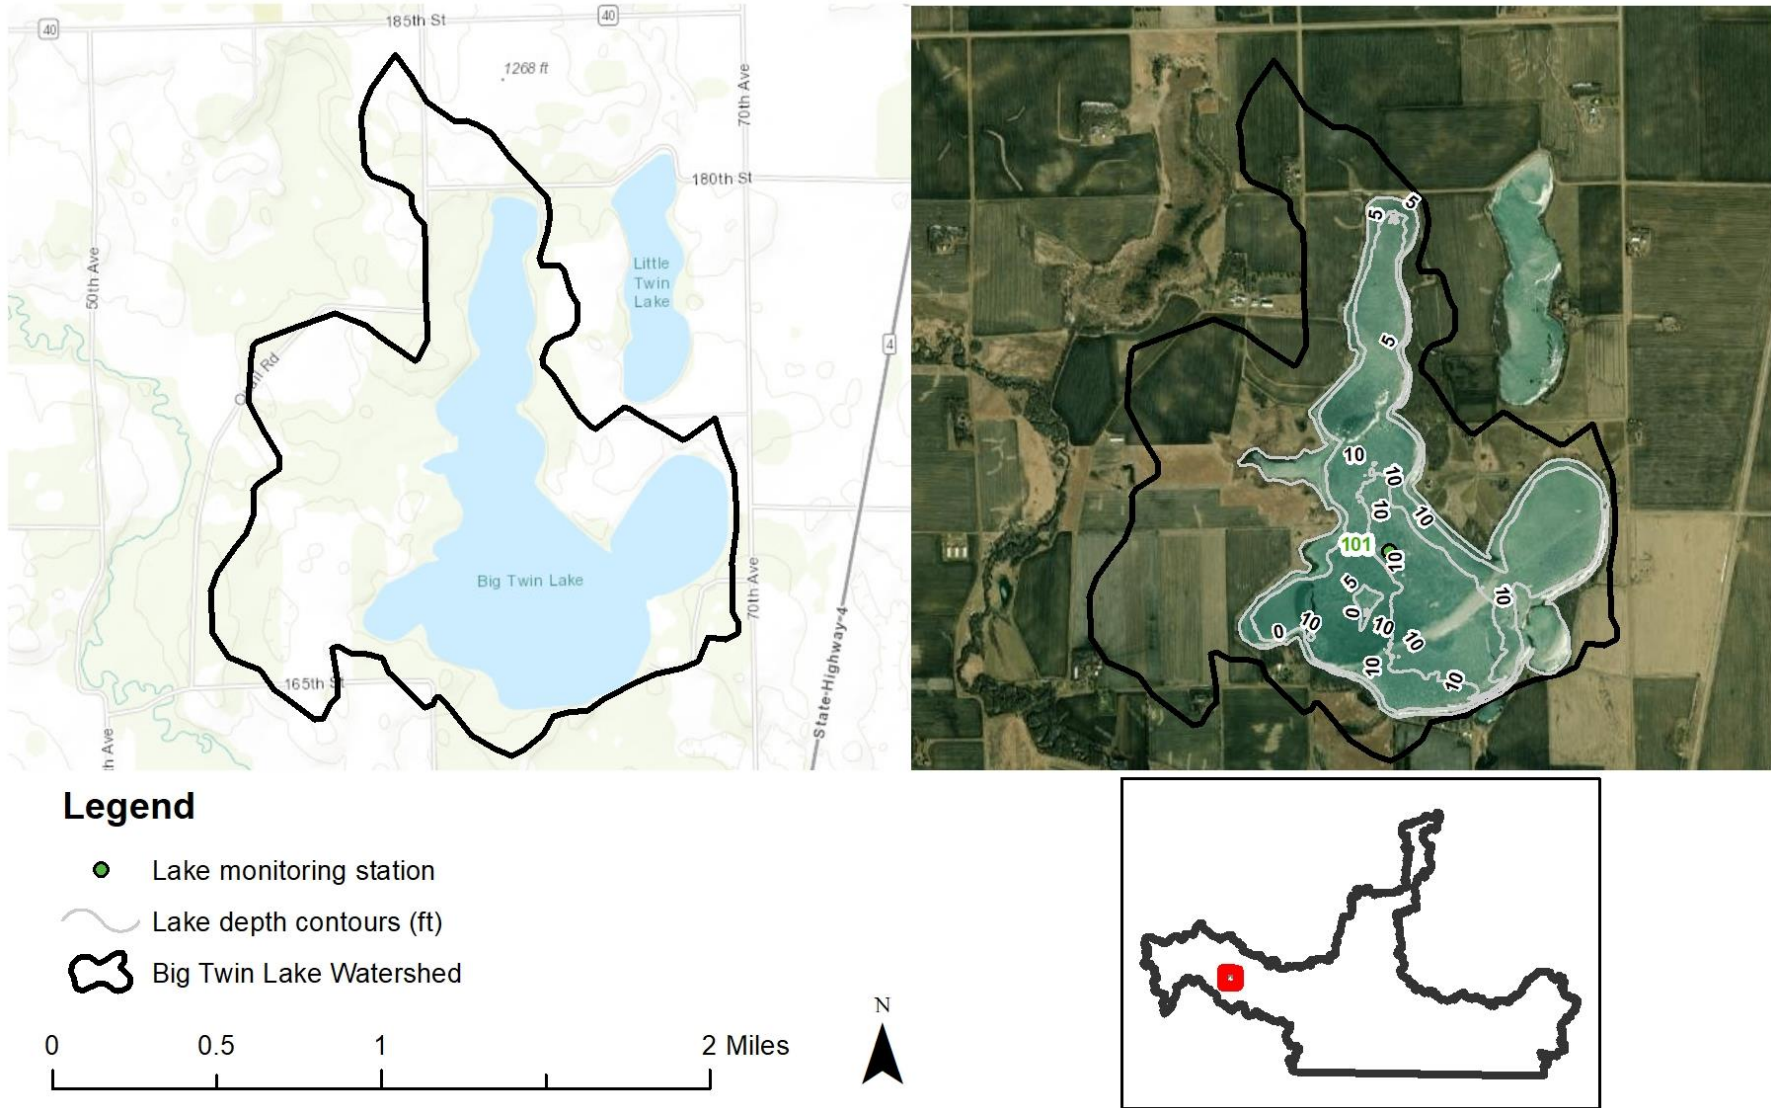 40
185th St
40
1268 ft
70th Ave
180th St
50th Ave
Little
Twin
Lake
4
Big Twin Lake
70th Ave
165th St
State-Highway-4
5
5
5
10
10
10
10
101
10
5
0
10
0
10
10
10
10
10
Legend
Lake monitoring station
Lake depth contours (ft)
Big Twin Lake Watershed
N
0
0.5
1
2 Miles